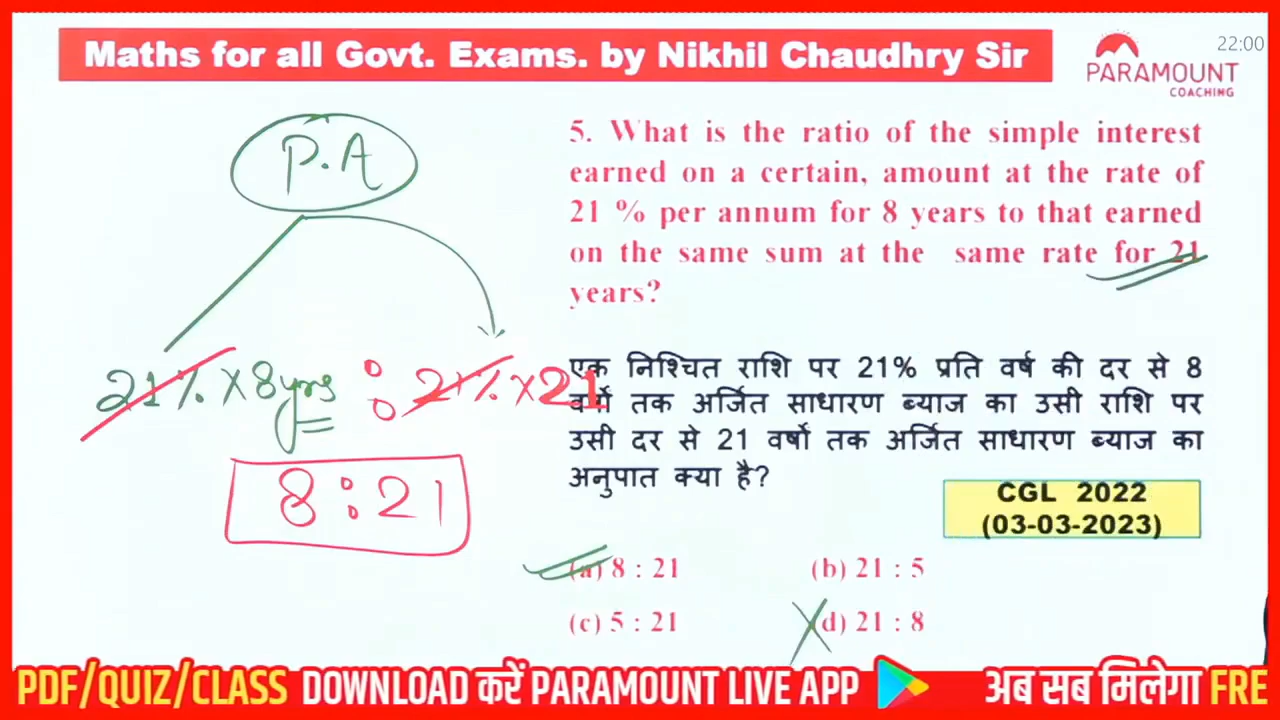 Maths for all Govt. Exams. by Nikhil Chaudhry Sir
PARAMOUNT
COACHING
22:00
P.A
21% x 8yrs : 21% x 21
8 : 21
5. What is the ratio of the simple interest
earned on a certain, amount at the rate of
21 % per annum for 8 years to that earned
on the same sum at the same rate for 21
years?
एक निश्चित राशि पर 21% प्रति वर्ष की दर से 8
वर्षों तक अर्जित साधारण ब्याज का उसी राशि पर
उसी दर से 21 वर्षों तक अर्जित साधारण ब्याज का
अनुपात क्या है?
CGL 2022
(03-03-2023)
(a) 8 : 21 (b) 21 : 5
(c) 5 : 21 (d) 21 : 8
PDF/QUIZ/CLASS DOWNLOAD करें PARAMOUNT LIVE APP अब सब मिलेगा FRE